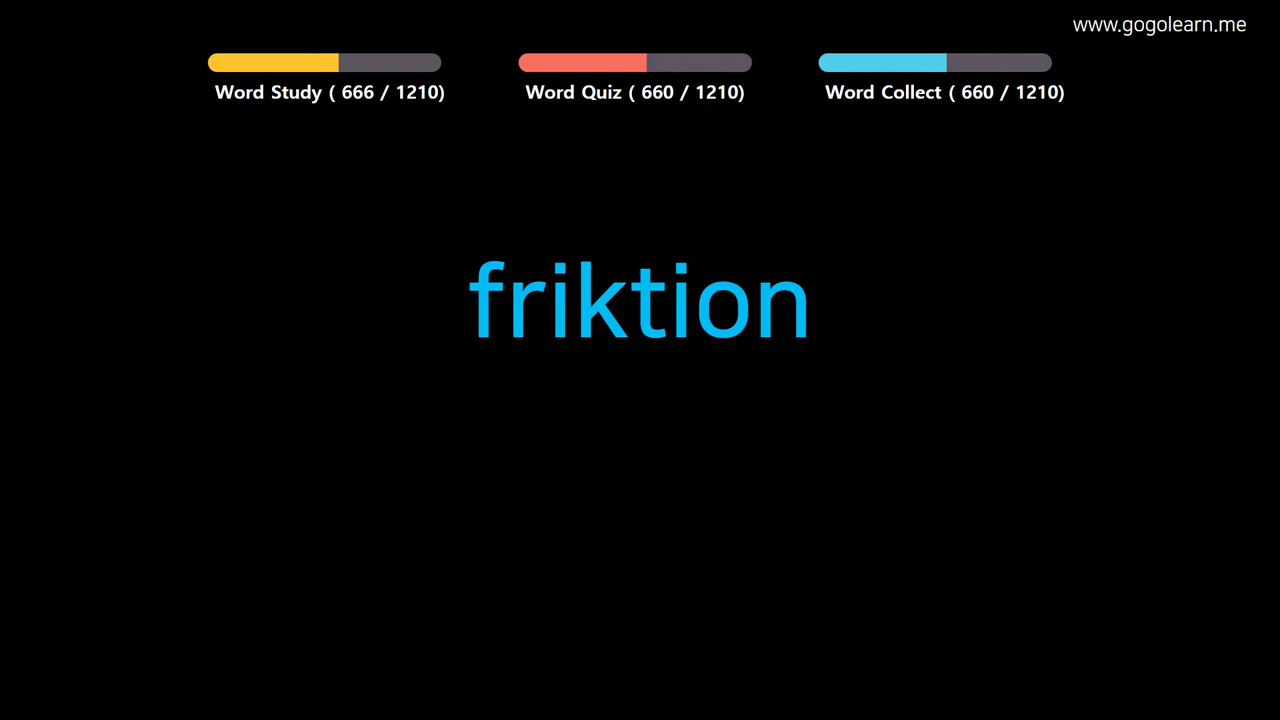 www.gogolearn.me
Word Study ( 666 / 1210)
Word Quiz ( 660 / 1210)
Word Collect ( 660 / 1210)
friktion